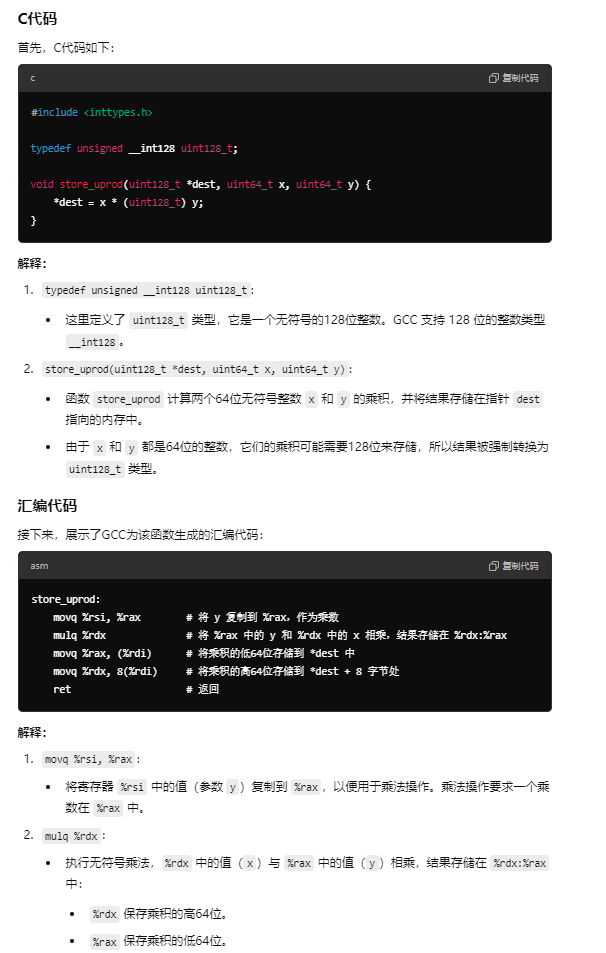 C代码
首先，C代码如下：
c 复制代码
#include <inttypes.h>
typedef unsigned __int128 uint128_t;
void store_uprod(uint128_t *dest, uint64_t x, uint64_t y) {
    *dest = x * (uint128_t) y;
}
解释：
1. typedef unsigned __int128 uint128_t:
• 这里定义了 uint128_t 类型，它是一个无符号的128位整数。GCC 支持 128 位的整数类型
__int128 。
2. store_uprod(uint128_t *dest, uint64_t x, uint64_t y):
• 函数 store_uprod 计算两个64位无符号整数 x 和 y 的乘积，并将结果存储在指针 dest
指向的内存中。
• 由于 x 和 y 都是64位的整数，它们的乘积可能需要128位来存储，所以结果被强制转换为
uint128_t 类型。
汇编代码
接下来，展示了GCC为该函数生成的汇编代码：
asm 复制代码
store_uprod:
    movq %rsi, %rax       # 将 y 复制到 %rax，作为乘数
    mulq %rdx             # 将 %rax 中的 y 和 %rdx 中的 x 相乘，结果存储在 %rdx:%rax
    movq %rax, (%rdi)     # 将乘积的低64位存储到 *dest 中
    movq %rdx, 8(%rdi)    # 将乘积的高64位存储到 *dest + 8 字节处
    ret                   # 返回
解释：
1. movq %rsi, %rax:
• 将寄存器 %rsi 中的值（参数 y ）复制到 %rax ，以便用于乘法操作。乘法操作要求一个乘
数在 %rax 中。
2. mulq %rdx:
• 执行无符号乘法， %rdx 中的值（ x ）与 %rax 中的值（ y ）相乘，结果存储在 %rdx:%rax
中：
• %rdx 保存乘积的高64位。
• %rax 保存乘积的低64位。